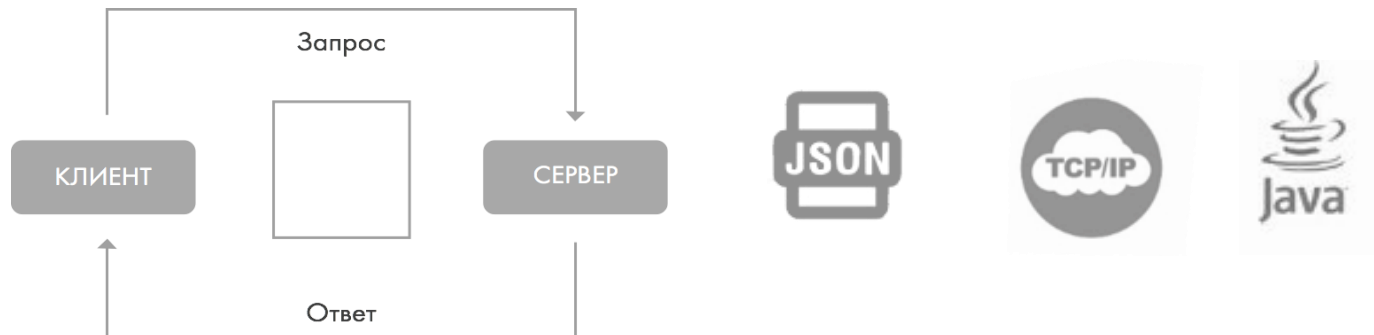 Запрос
КЛИЕНТ
СЕРВЕР
Ответ
JSON
TCP/IP
Java